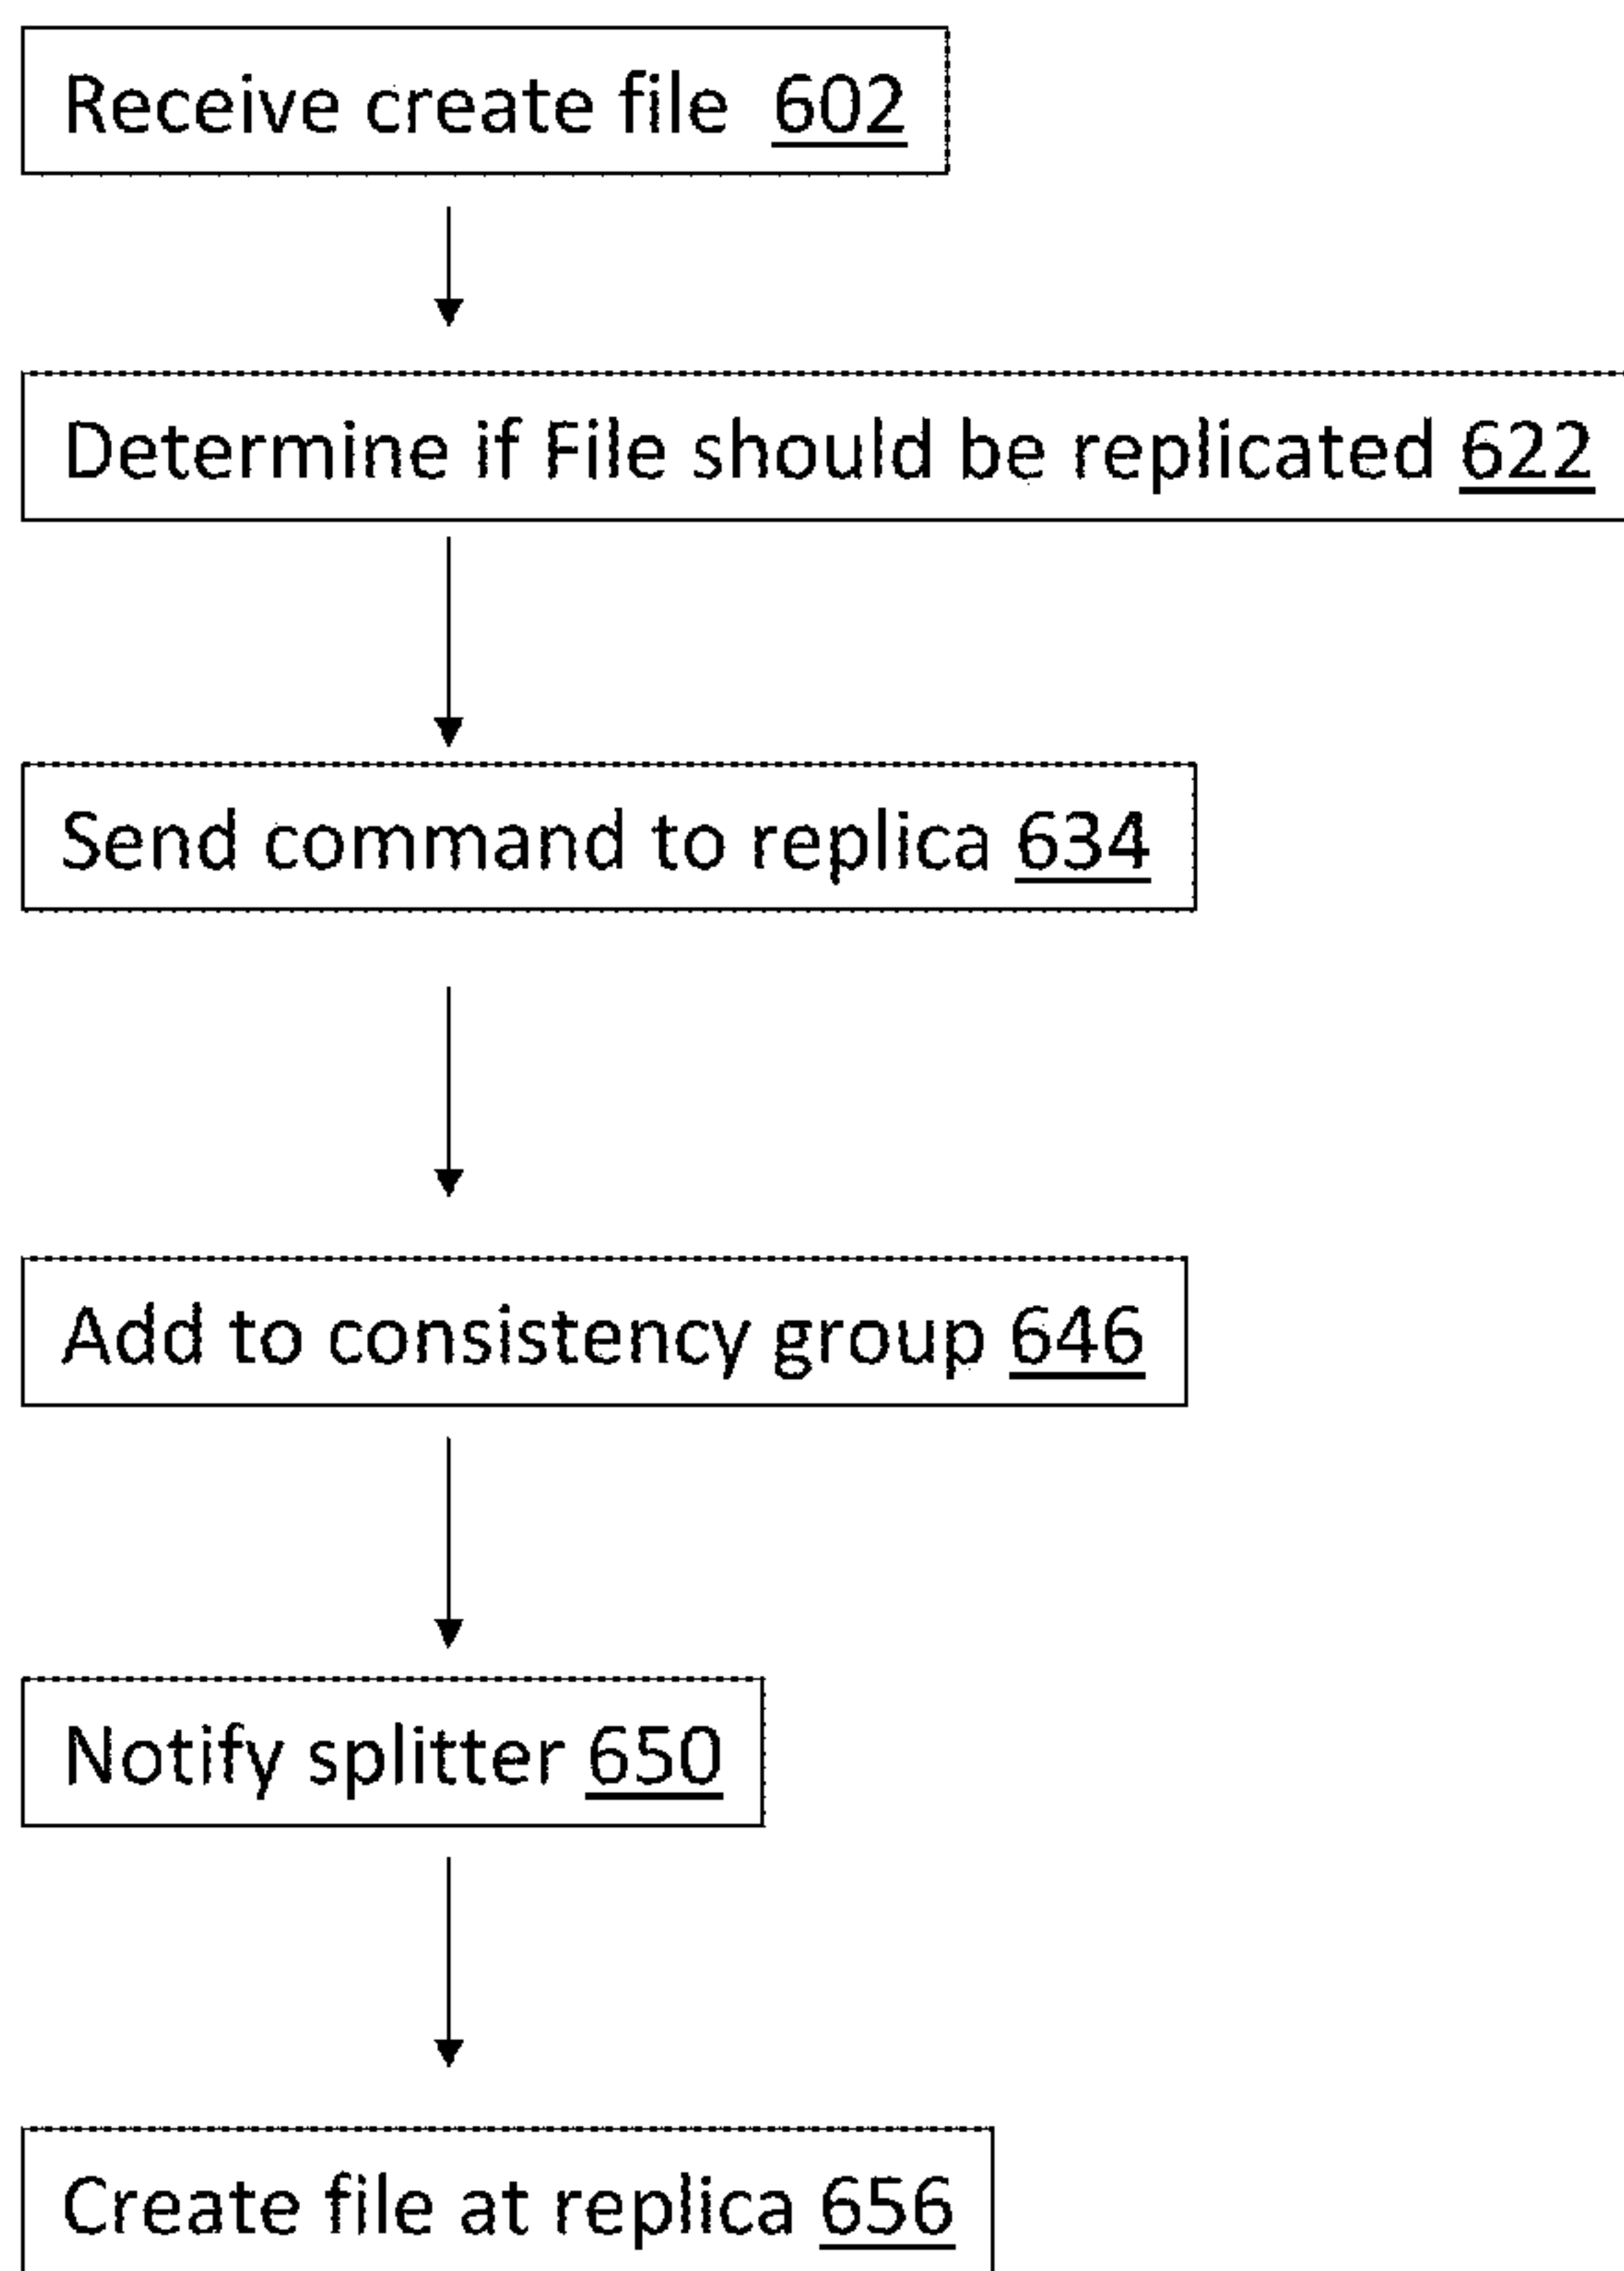 Receive create file 602
Determine if File should be replicated 622
Send command to replica 634
Add to consistency group 646
Notify splitter 650
Create file at replica 656